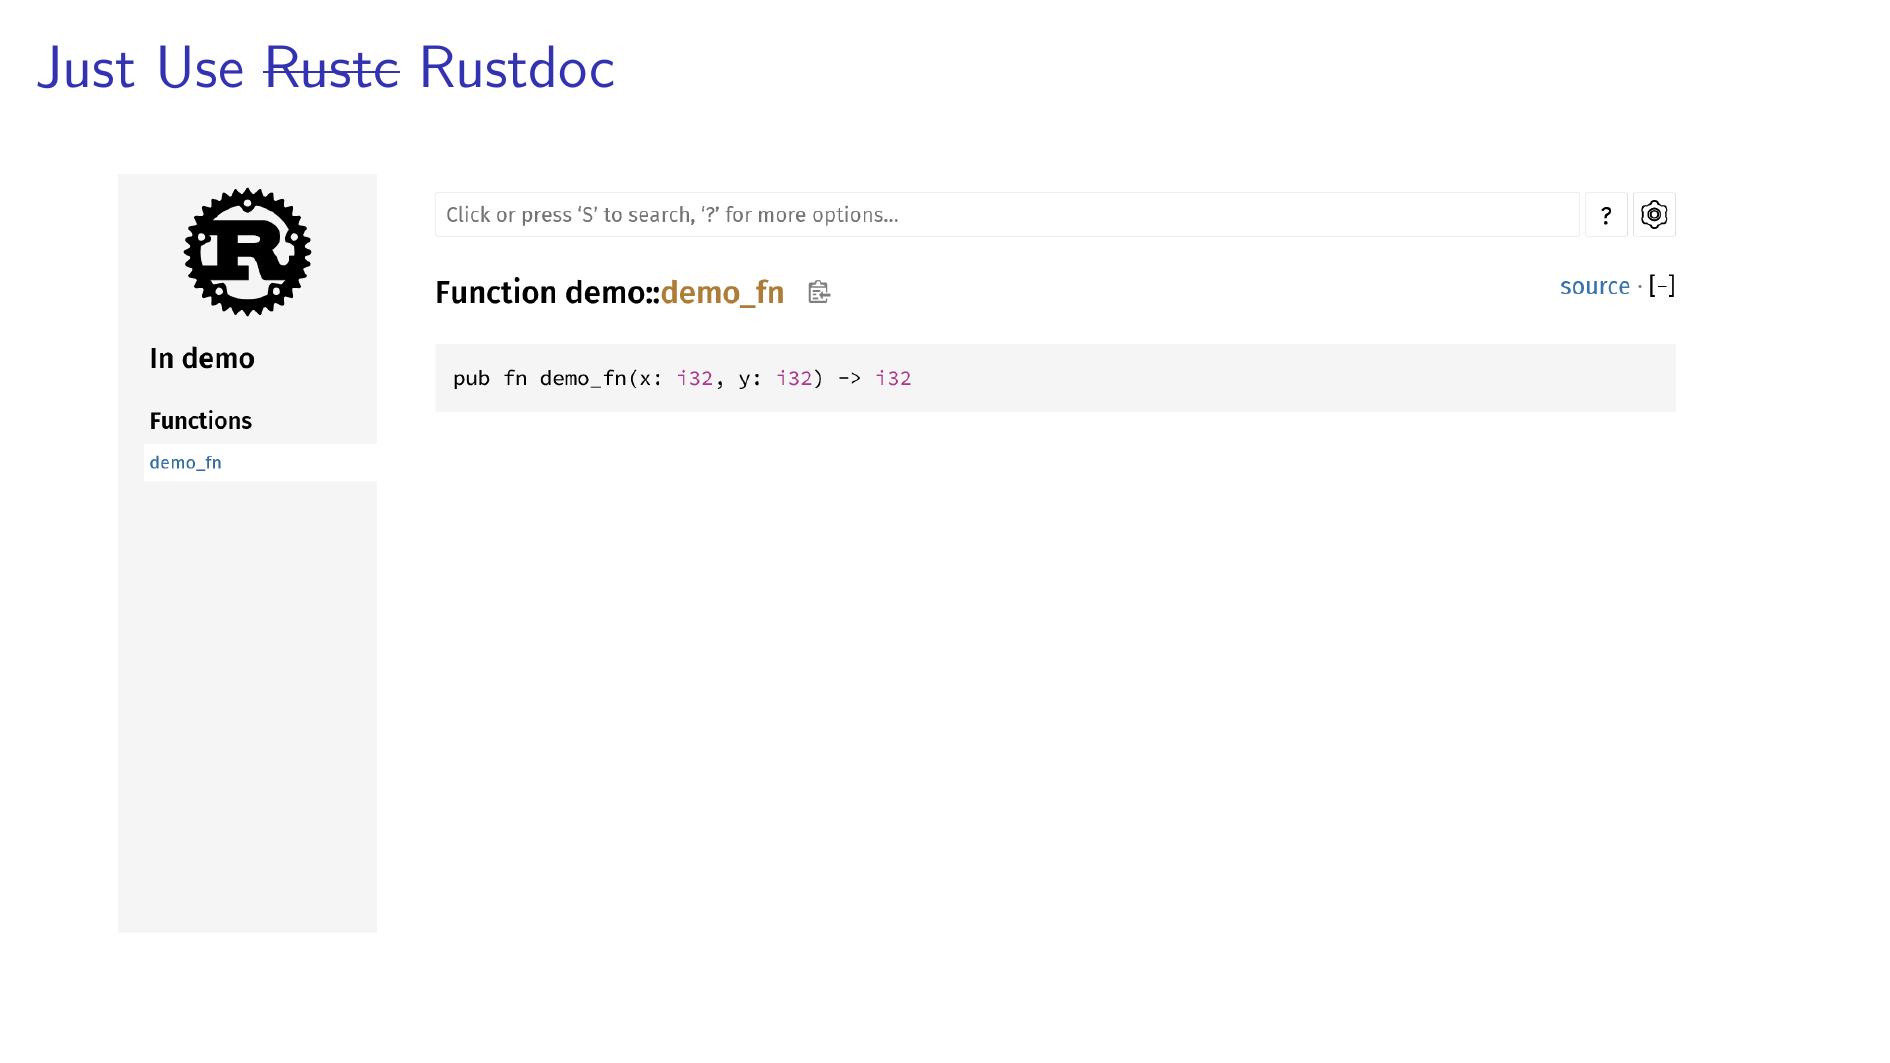 Just Use Rustc Rustdoc
R
In demo
Functions
demo_fn
Click or press ‘S’ to search, ‘?’ for more options…
?
Function demo::demo_fn
source · [−]
pub fn demo_fn(x: i32, y: i32) -> i32